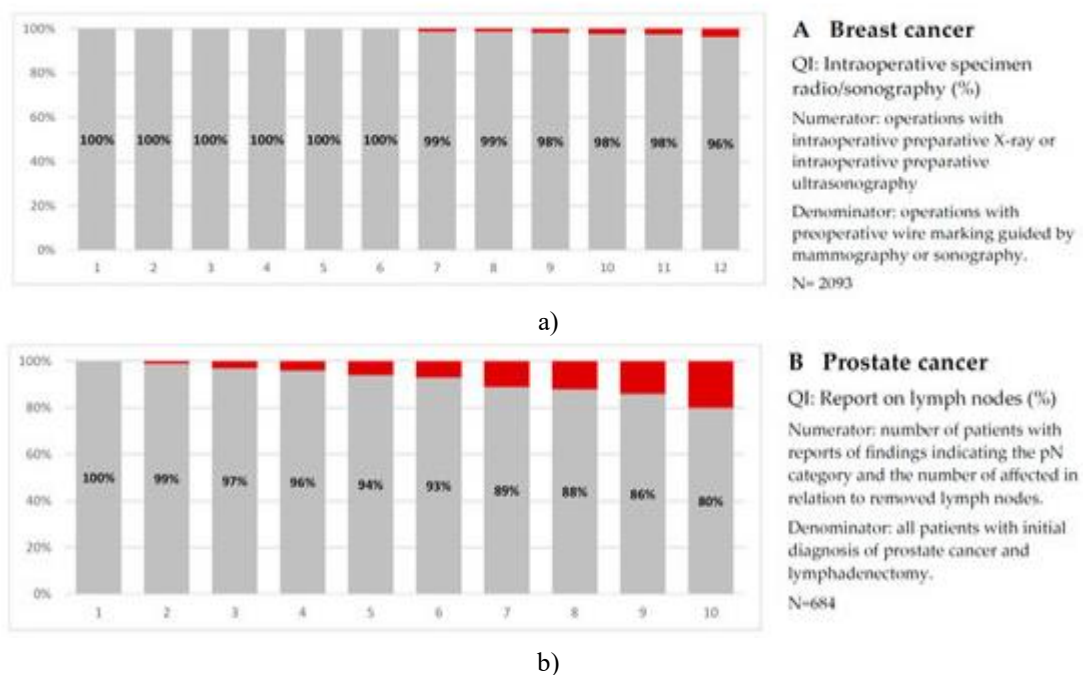 100%
80%
60%
40%
20%
0%
100% 100% 100% 100% 100% 100% 99% 99% 98% 98% 98% 96%
1 2 3 4 5 6 7 8 9 10 11 12
A Breast cancer
QI: Intraoperative specimen
radio/sonography (%)
Numerator: operations with
intraoperative preparative X-ray or
intraoperative preparative
ultrasonography
Denominator: operations with
preoperative wire marking guided by
mammography or sonography.
N= 2093
a)
100%
80%
60%
40%
20%
0%
100% 99% 97% 96% 94% 93% 89% 88% 86% 80%
1 2 3 4 5 6 7 8 9 10
B Prostate cancer
QI: Report on lymph nodes (%)
Numerator: number of patients with
reports of findings indicating the pN
category and the number of affected in
relation to removed lymph nodes.
Denominator: all patients with initial
diagnosis of prostate cancer and
lymphadenectomy.
N=684
b)